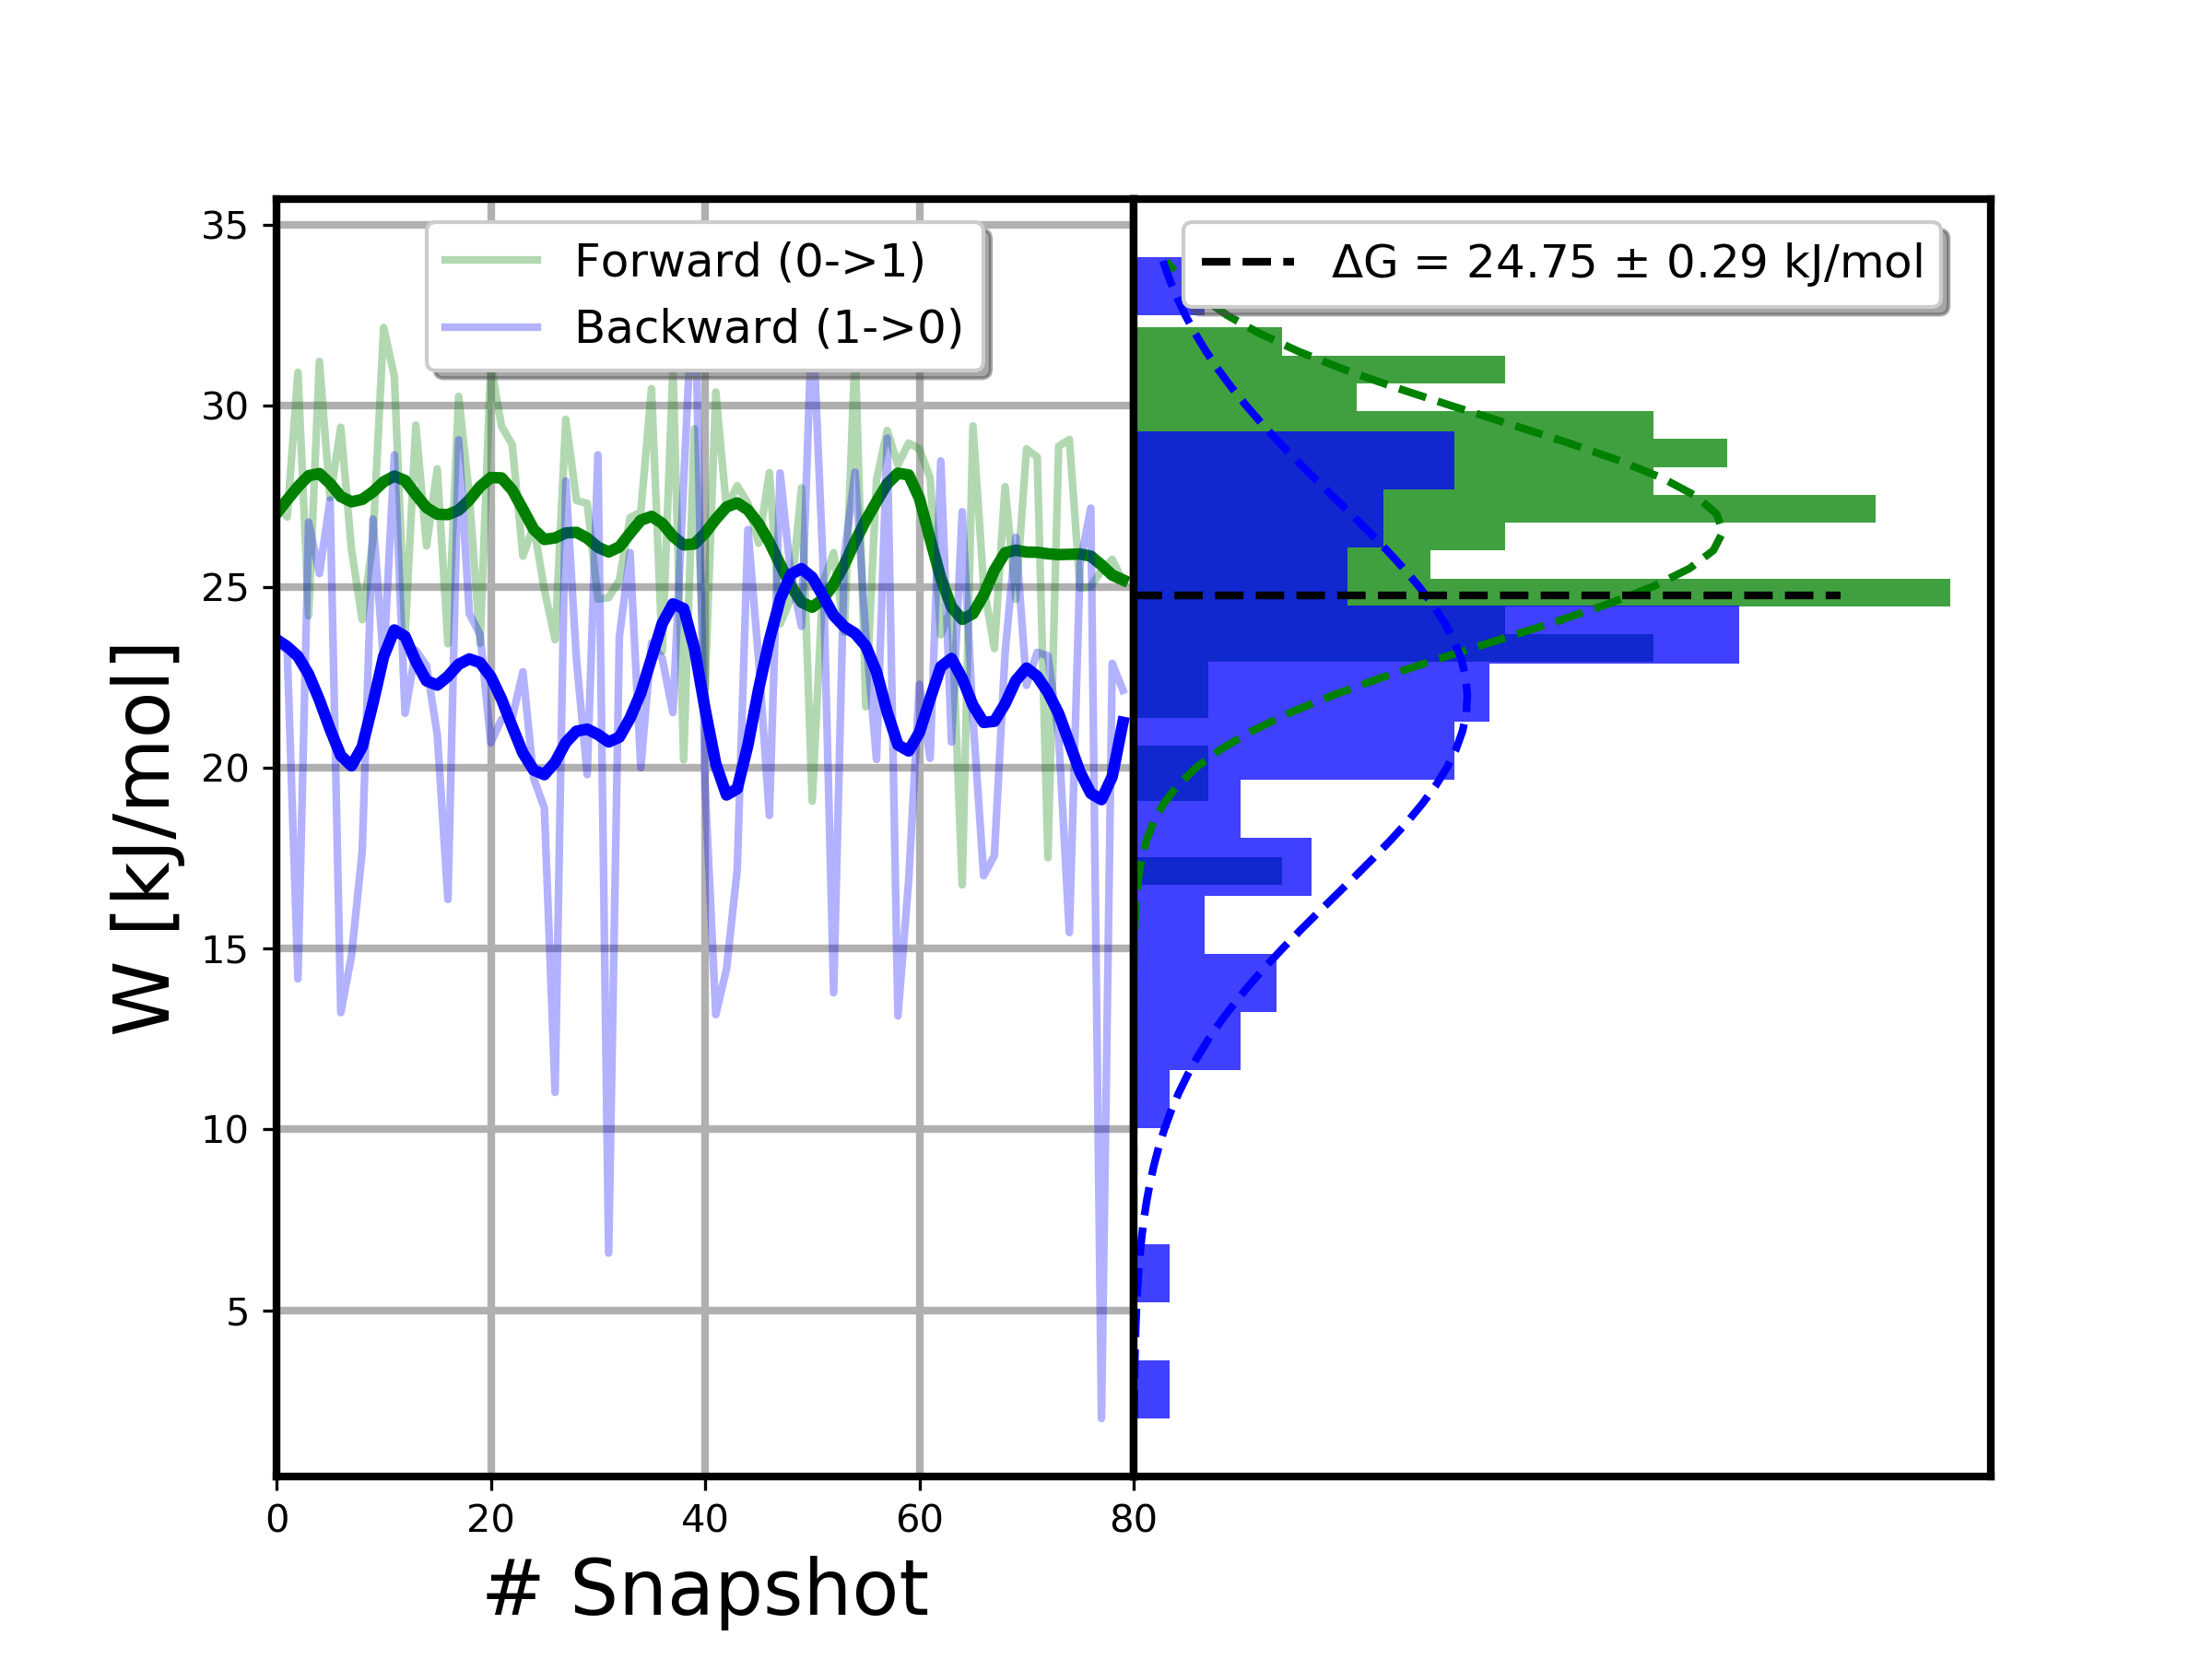 Forward (0->1)
Backward (1->0)
ΔG = 24.75 ± 0.29 kJ/mol
35
30
25
20
15
10
5
W [kJ/mol]
0 20 40 60 80
# Snapshot